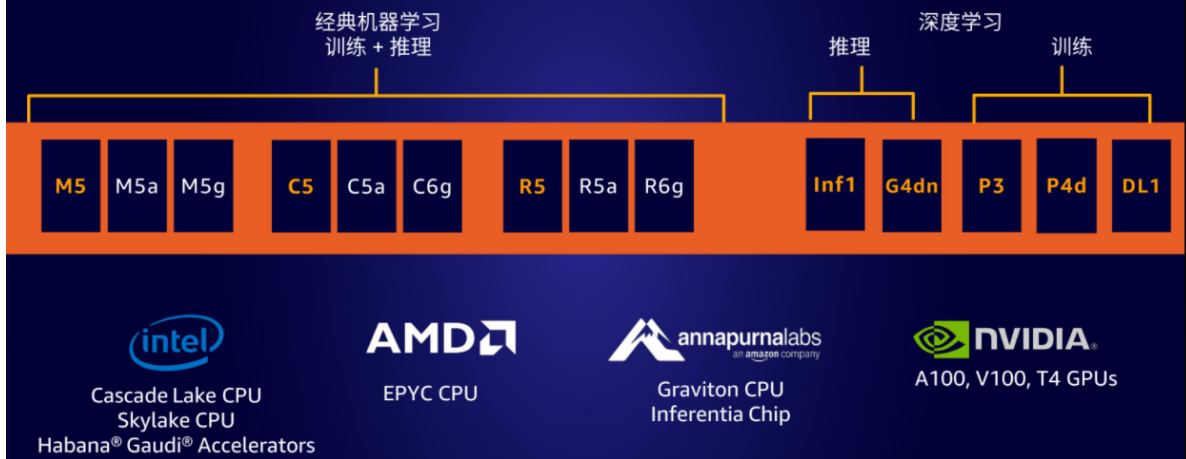 经典机器学习
训练 + 推理
深度学习
推理
训练
M5
M5a
M5g
C5
C5a
C6g
R5
R5a
R6g
Inf1
G4dn
P3
P4d
DL1
intel
Cascade Lake CPU
Skylake CPU
Habana® Gaudi® Accelerators
AMD
EPYC CPU
annapurnalabs
an amazon company
Graviton CPU
Inferentia Chip
NVIDIA.
A100, V100, T4 GPUs